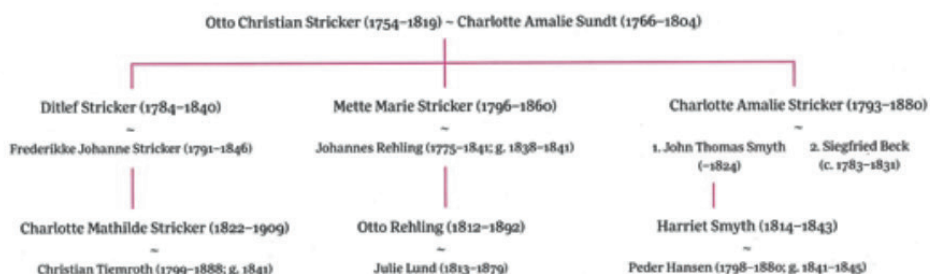 Otto Christian Stricker (1754–1819) ~ Charlotte Amalie Sundt (1766–1804)
Ditlef Stricker (1784–1840)
~
Frederikke Johanne Stricker (1791–1846)
Charlotte Mathilde Stricker (1822–1909)
~
Christian Tiemroth (1799–1888; g. 1841)
Mette Marie Stricker (1796–1860)
~
Johannes Rehling (1775–1841; g. 1838–1841)
Otto Rehling (1812–1892)
~
Julie Lund (1813–1879)
Charlotte Amalie Stricker (1793–1880)
~
1. John Thomas Smyth
(–1824)
2. Siegfried Beck
(c. 1783–1831)
Harriet Smyth (1814–1843)
~
Peder Hansen (1798–1880; g. 1841–1843)